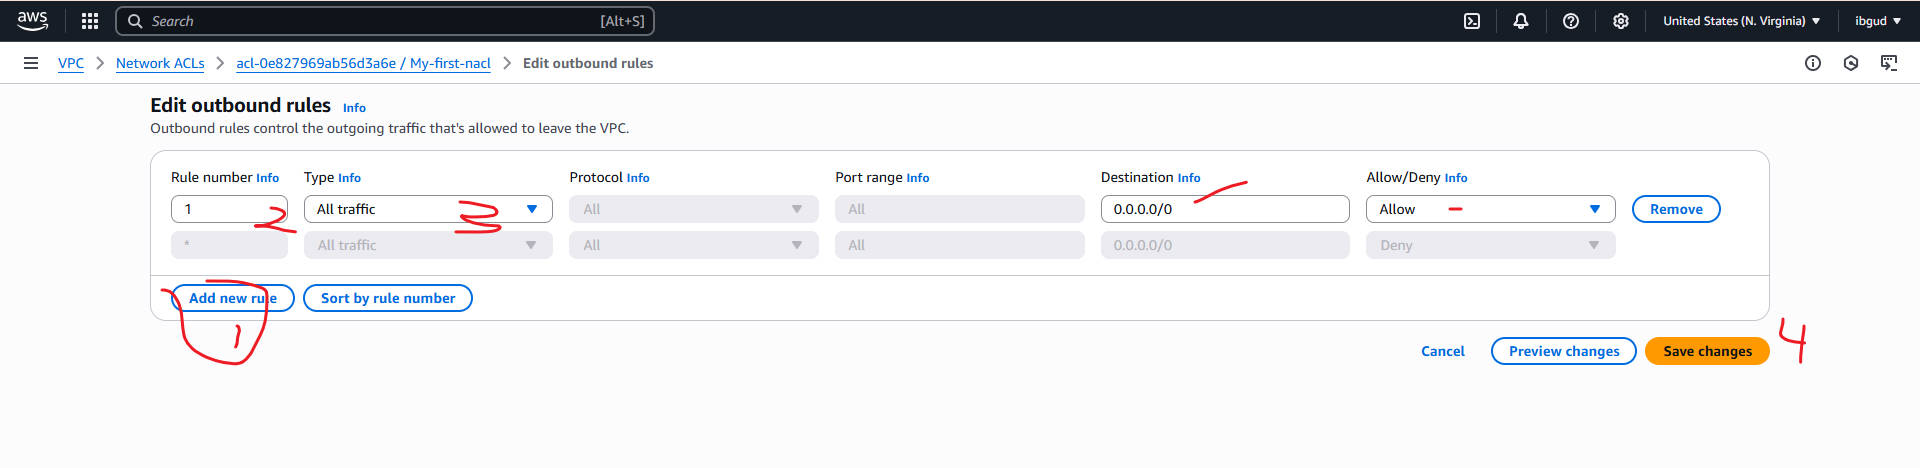 aws Search [Alt+S] United States (N. Virginia) ibgud
VPC Network ACLs acl-0e827969ab56d3a6e / My-first-nacl Edit outbound rules
Edit outbound rules Info
Outbound rules control the outgoing traffic that's allowed to leave the VPC.
Rule number Info Type Info Protocol Info Port range Info Destination Info Allow/Deny Info
1 2 All traffic 3 All All 0.0.0.0/0 Allow Remove
* All traffic All All 0.0.0.0/0 Deny
Add new rule Sort by rule number
1
Cancel Preview changes Save changes 4